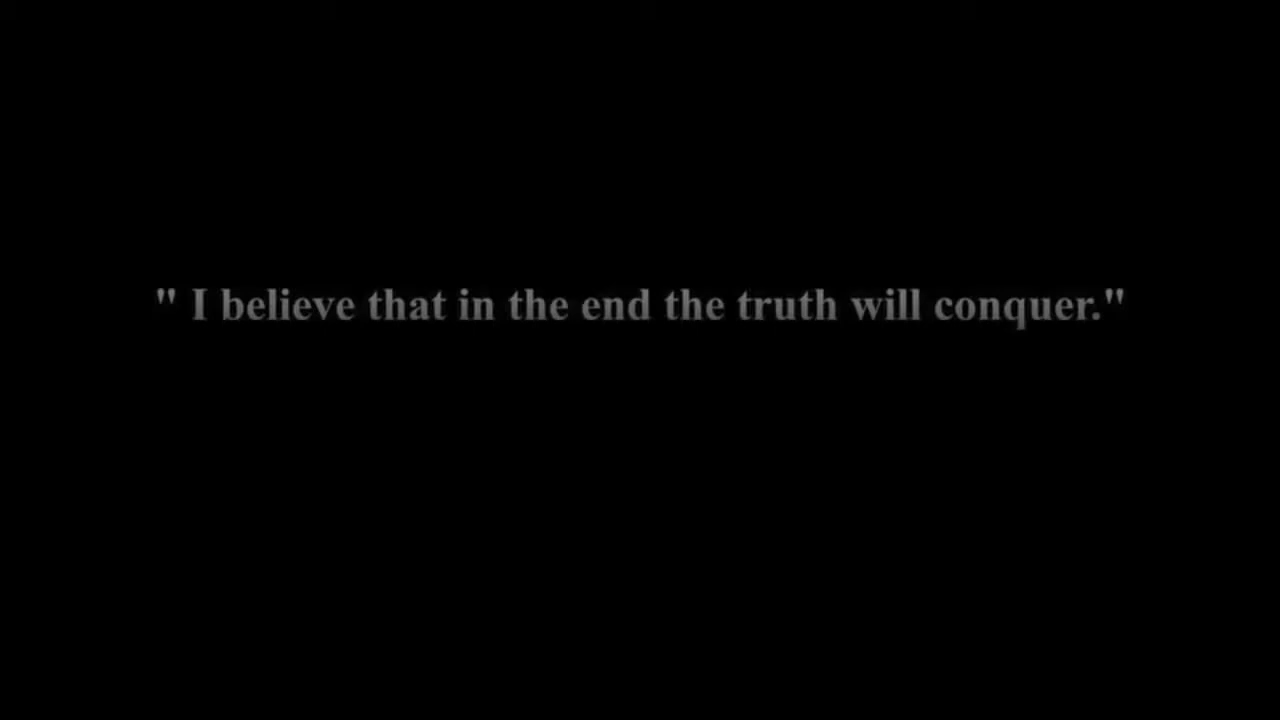 " I believe that in the end the truth will conquer."